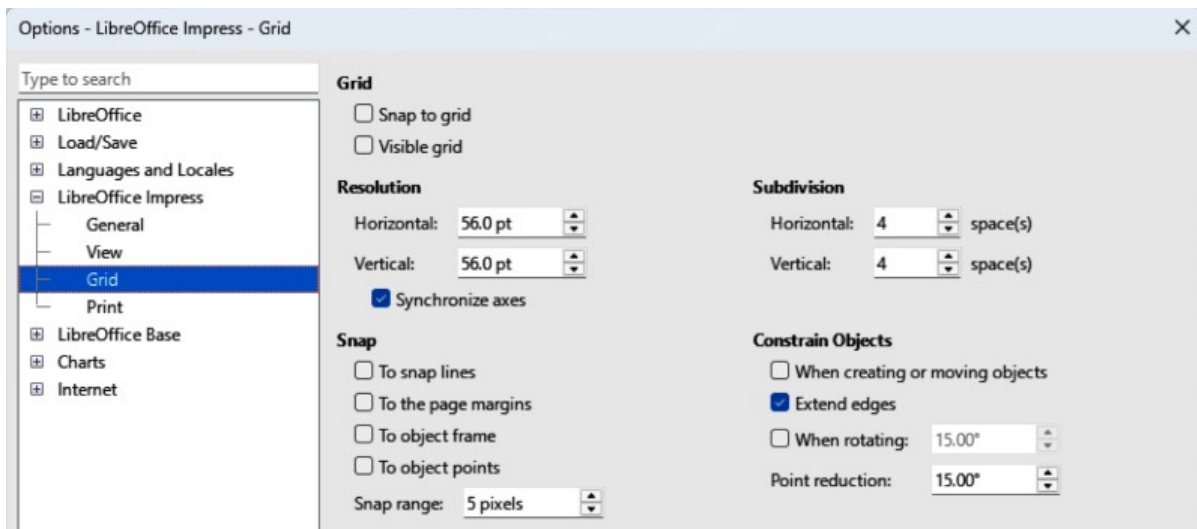 Options - LibreOffice Impress - Grid
Type to search
LibreOffice
Load/Save
Languages and Locales
LibreOffice Impress
General
View
Grid
Print
LibreOffice Base
Charts
Internet
Grid
Snap to grid
Visible grid
Resolution
Horizontal: 56.0 pt
Vertical: 56.0 pt
Synchronize axes
Subdivision
Horizontal: 4 space(s)
Vertical: 4 space(s)
Snap
To snap lines
To the page margins
To object frame
To object points
Snap range: 5 pixels
Constrain Objects
When creating or moving objects
Extend edges
When rotating: 15.00°
Point reduction: 15.00°